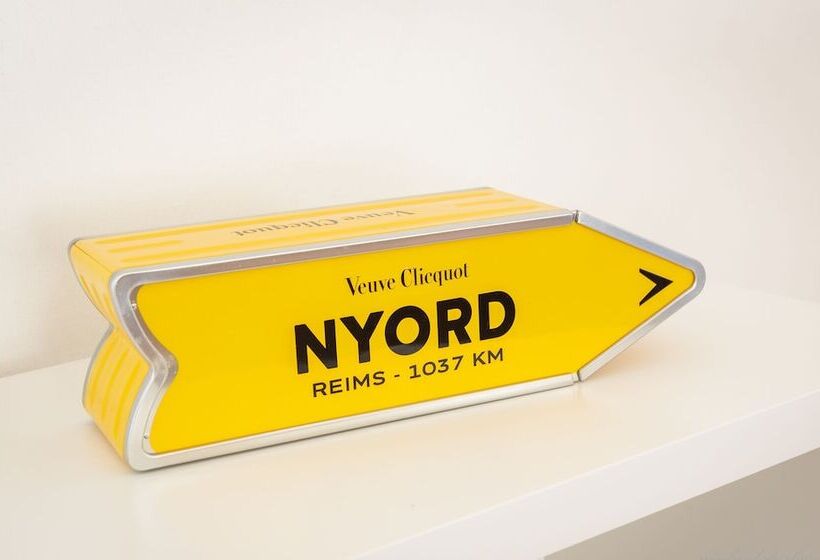 Veuve Clicquot
Veuve Clicquot
NYORD
REIMS - 1037 KM